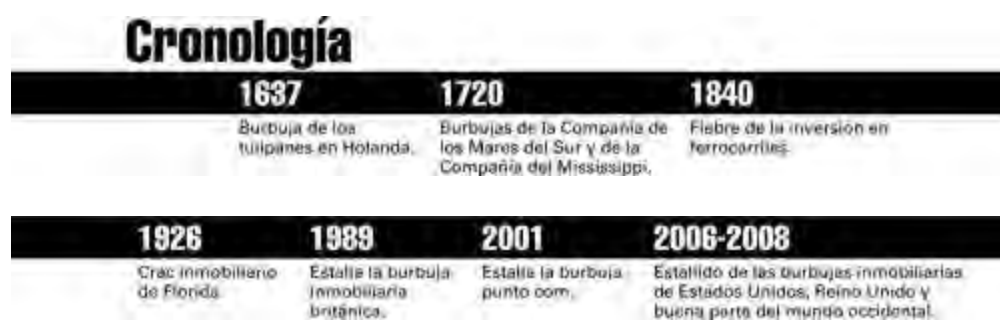 Cronología
1637
Burbuja de los
tulipanes en Holanda.
1720
Burbujas de la Compañía de
los Mares del Sur y de la
Compañía del Mississippi.
1840
Fiebre de la inversión en
ferrocarriles.
1926
Crac inmobiliario
de Florida.
1989
Estalla la burbuja
inmobiliaria
británica.
2001
Estalla la burbuja
punto com.
2006-2008
Estallido de las burbujas inmobiliarias
de Estados Unidos, Reino Unido y
buena parte del mundo occidental.